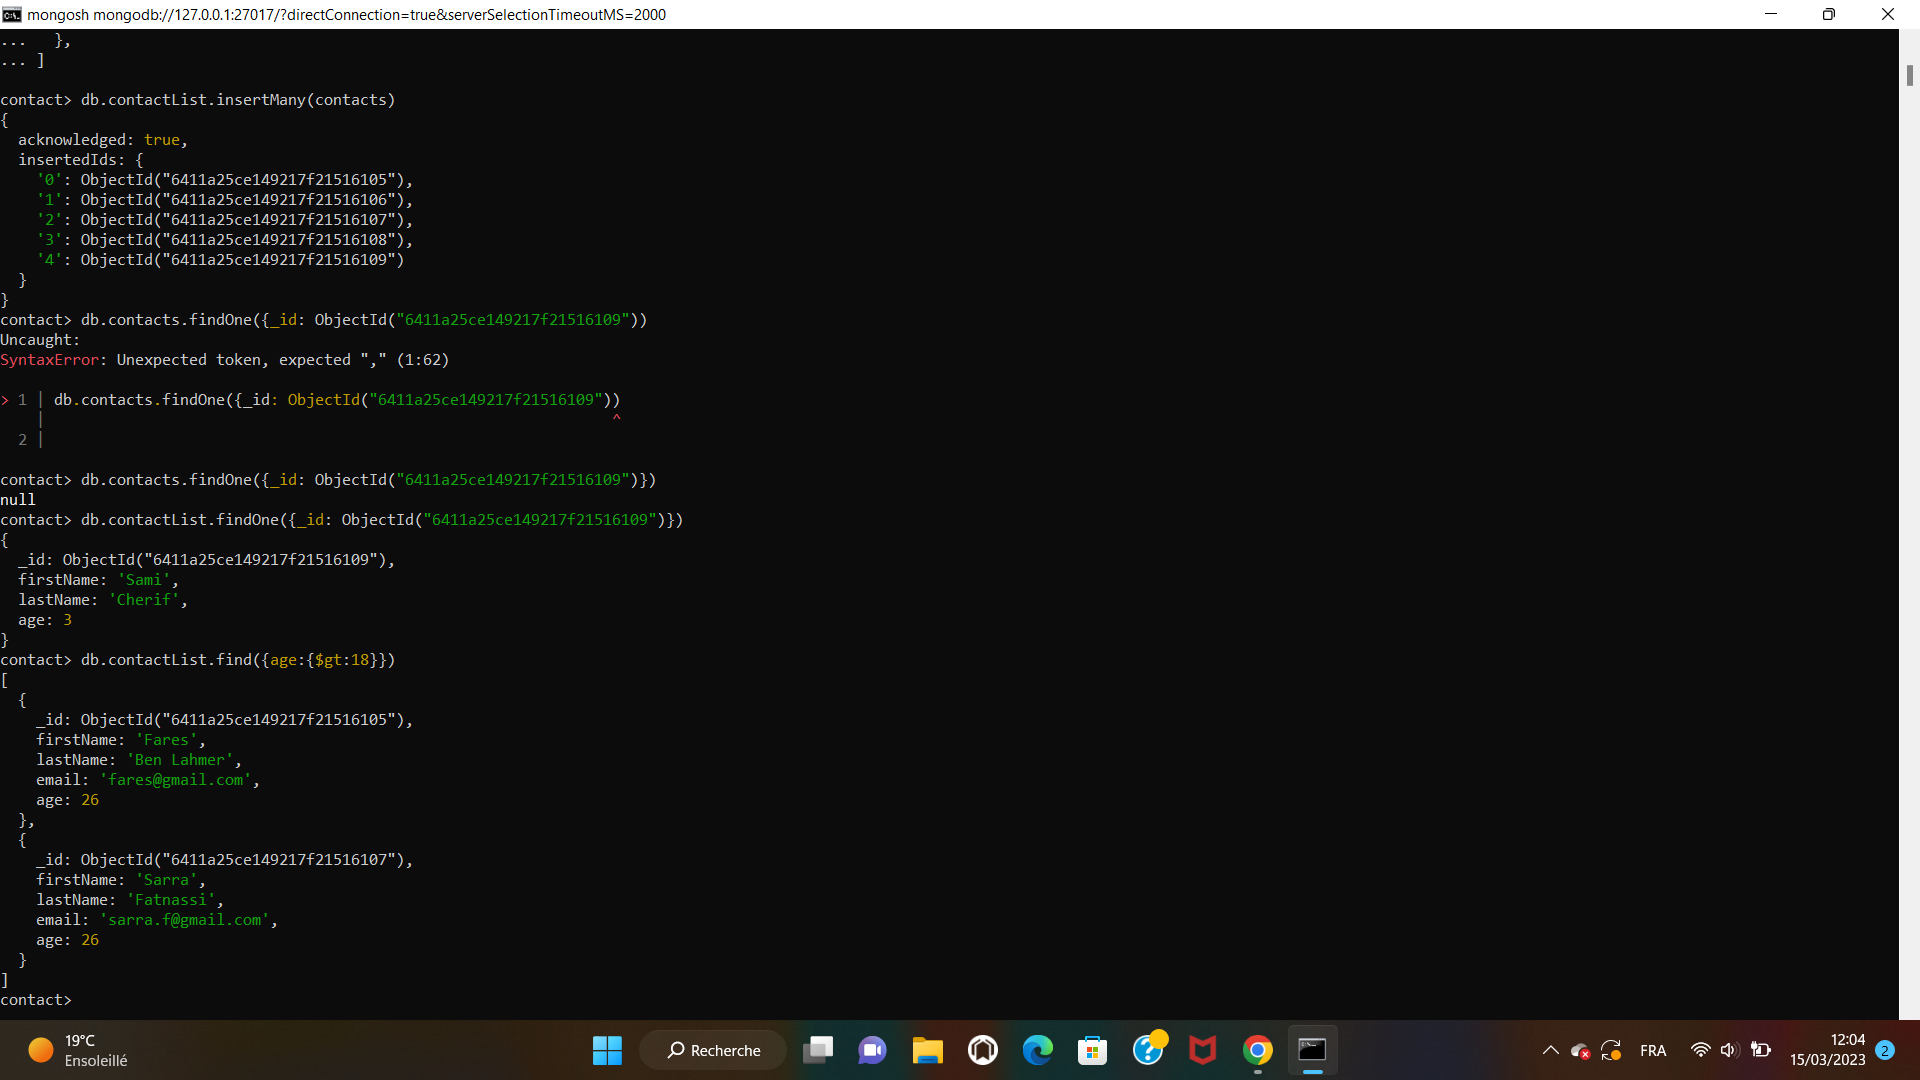 mongosh mongodb://127.0.0.1:27017/?directConnection=true&serverSelectionTimeoutMS=2000
...   },
... ]
contact> db.contactList.insertMany(contacts)
{
  acknowledged: true,
  insertedIds: {
    '0': ObjectId("6411a25ce149217f21516105"),
    '1': ObjectId("6411a25ce149217f21516106"),
    '2': ObjectId("6411a25ce149217f21516107"),
    '3': ObjectId("6411a25ce149217f21516108"),
    '4': ObjectId("6411a25ce149217f21516109")
  }
}
contact> db.contacts.findOne({_id: ObjectId("6411a25ce149217f21516109"))
Uncaught:
SyntaxError: Unexpected token, expected "," (1:62)
> 1 | db.contacts.findOne({_id: ObjectId("6411a25ce149217f21516109"))
    |                                                               ^
  2 |
contact> db.contacts.findOne({_id: ObjectId("6411a25ce149217f21516109")})
null
contact> db.contactList.findOne({_id: ObjectId("6411a25ce149217f21516109")})
{
  _id: ObjectId("6411a25ce149217f21516109"),
  firstName: 'Sami',
  lastName: 'Cherif',
  age: 3
}
contact> db.contactList.find({age:{$gt:18}})
[
  {
    _id: ObjectId("6411a25ce149217f21516105"),
    firstName: 'Fares',
    lastName: 'Ben Lahmer',
    email: 'fares@gmail.com',
    age: 26
  },
  {
    _id: ObjectId("6411a25ce149217f21516107"),
    firstName: 'Sarra',
    lastName: 'Fatnassi',
    email: 'sarra.f@gmail.com',
    age: 26
  }
]
contact>
19°C
Ensoleillé
Recherche
FRA
12:04
15/03/2023
2